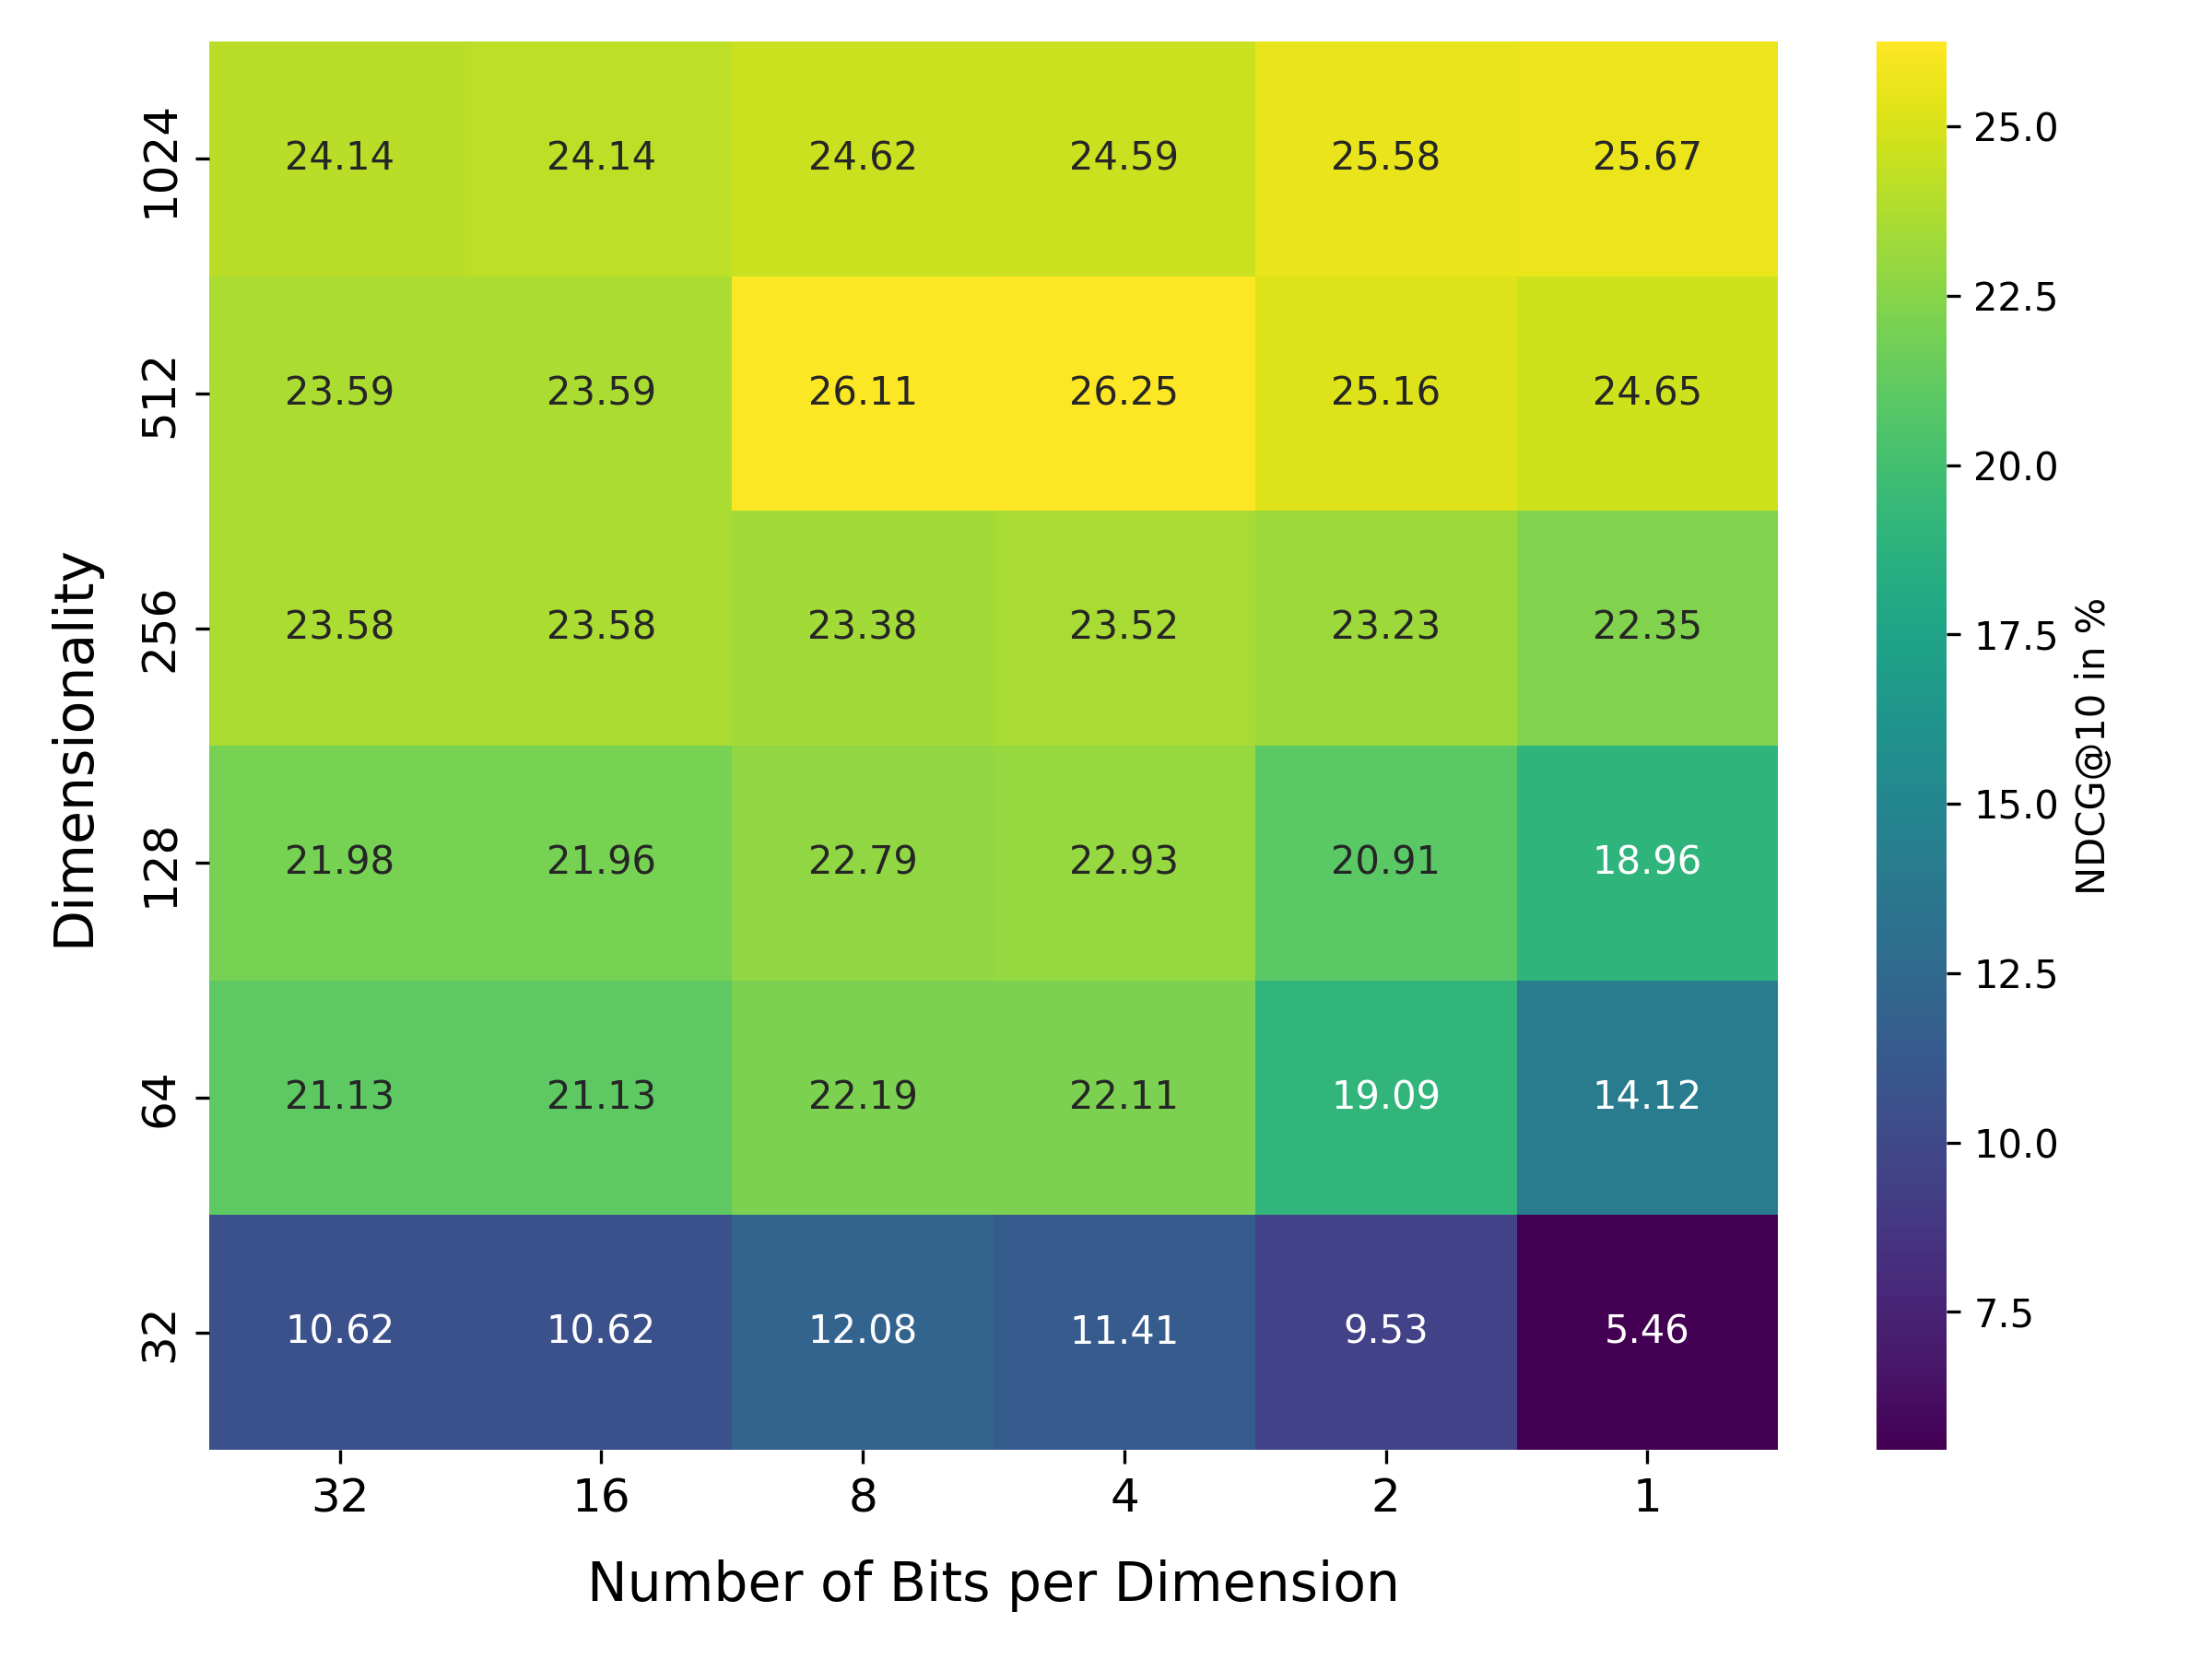 1024 24.14 24.14 24.62 24.59 25.58 25.67
512 23.59 23.59 26.11 26.25 25.16 24.65
256 23.58 23.58 23.38 23.52 23.23 22.35
128 21.98 21.96 22.79 22.93 20.91 18.96
64 21.13 21.13 22.19 22.11 19.09 14.12
32 10.62 10.62 12.08 11.41 9.53 5.46
32 16 8 4 2 1
Number of Bits per Dimension
Dimensionality
25.0
22.5
20.0
17.5
15.0
12.5
10.0
7.5
NDCG@10 in %